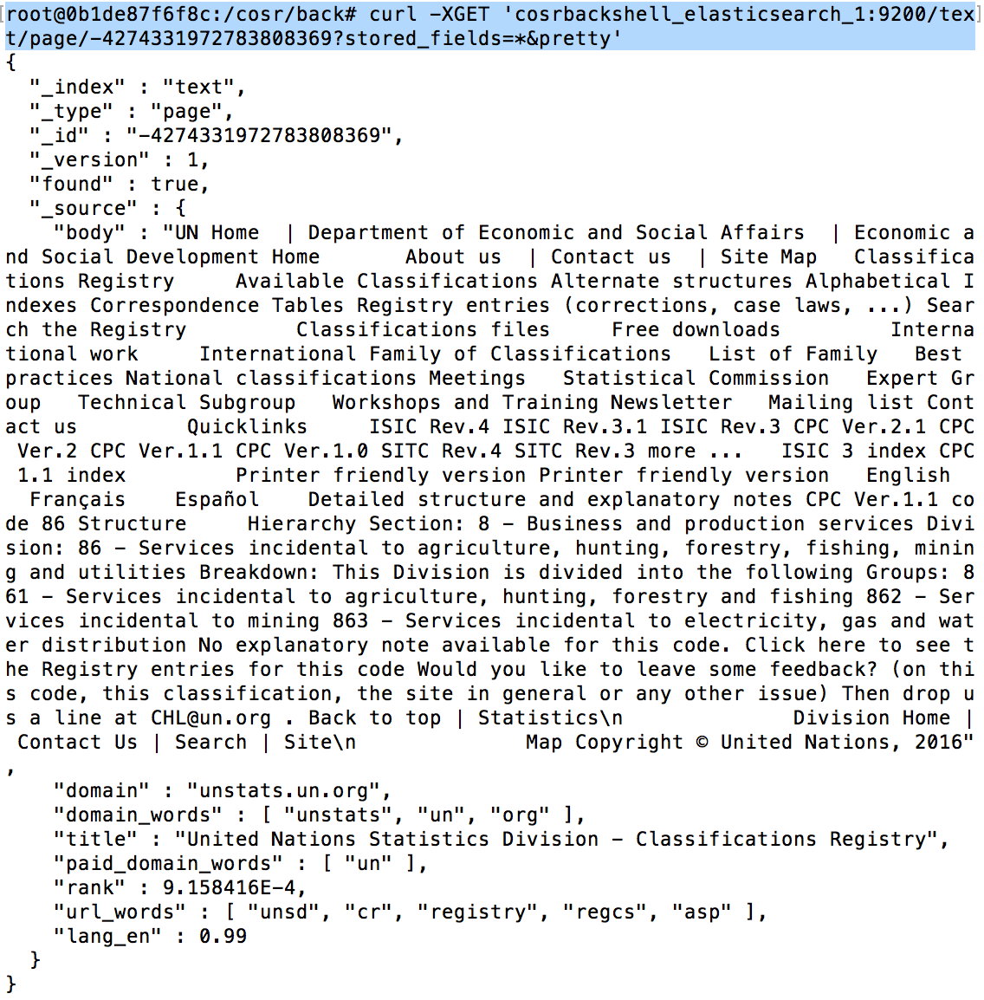 [root@0b1de87f6f8c:/cosr/back# curl -XGET 'cosrbackshell_elasticsearch_1:9200/tex]
t/page/-4274331972783808369?stored_fields=*&pretty'
{
  "_index" : "text",
  "_type" : "page",
  "_id" : "-4274331972783808369",
  "_version" : 1,
  "found" : true,
  "_source" : {
    "body" : "UN Home  | Department of Economic and Social Affairs  | Economic a
nd Social Development Home       About us  | Contact us  | Site Map   Classifica
tions Registry     Available Classifications Alternate structures Alphabetical I
ndexes Correspondence Tables Registry entries (corrections, case laws, ...) Sear
ch the Registry         Classifications files     Free downloads         Interna
tional work     International Family of Classifications   List of Family   Best 
practices National classifications Meetings   Statistical Commission   Expert Gr
oup   Technical Subgroup   Workshops and Training Newsletter   Mailing list Cont
act us         Quicklinks     ISIC Rev.4 ISIC Rev.3.1 ISIC Rev.3 CPC Ver.2.1 CPC
 Ver.2 CPC Ver.1.1 CPC Ver.1.0 SITC Rev.4 SITC Rev.3 more ...   ISIC 3 index CPC
 1.1 index         Printer friendly version Printer friendly version   English  
  Français    Español    Detailed structure and explanatory notes CPC Ver.1.1 co
de 86 Structure     Hierarchy Section: 8 – Business and production services Divi
sion: 86 – Services incidental to agriculture, hunting, forestry, fishing, minin
g and utilities Breakdown: This Division is divided into the following Groups: 8
61 – Services incidental to agriculture, hunting, forestry and fishing 862 – Ser
vices incidental to mining 863 – Services incidental to electricity, gas and wat
er distribution No explanatory note available for this code. Click here to see t
he Registry entries for this code Would you like to leave some feedback? (on thi
s code, this classification, the site in general or any other issue) Then drop u
s a line at CHL@un.org . Back to top | Statistics\n              Division Home |
 Contact Us | Search | Site\n              Map Copyright © United Nations, 2016"
,
    "domain" : "unstats.un.org",
    "domain_words" : [ "unstats", "un", "org" ],
    "title" : "United Nations Statistics Division – Classifications Registry",
    "paid_domain_words" : [ "un" ],
    "rank" : 9.158416E-4,
    "url_words" : [ "unsd", "cr", "registry", "regcs", "asp" ],
    "lang_en" : 0.99
  }
}